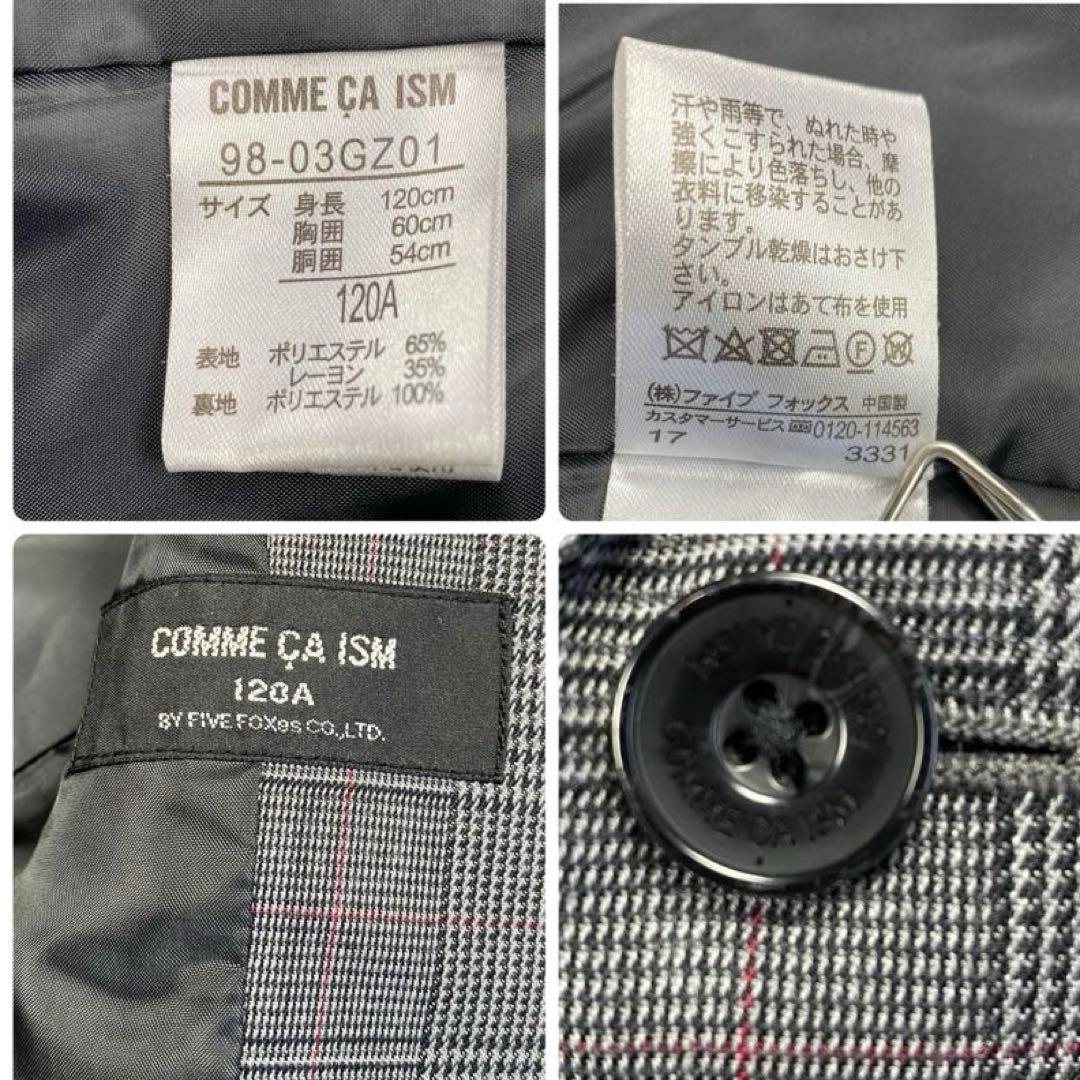 COMME ÇA ISM
98-03GZ01
サイズ 身長 120cm
胸囲 60cm
胴囲 54cm
120A
表地 ポリエステル 65%
レーヨン 35%
裏地 ポリエステル 100%
汗や雨等で、ぬれた時や
強くこすられた場合、摩
擦により色落ちし、他の
衣料に移染することがあ
ります。
タンブル乾燥はおさけ下
さい。
アイロンはあて布を使用
F W
(株)ファイブ フォックス 中国製
カスタマーサービス 0120-114563
17
3331
COMME ÇA ISM
120A
BY FIVE FOXes CO.,LTD.
COMME CA ISM